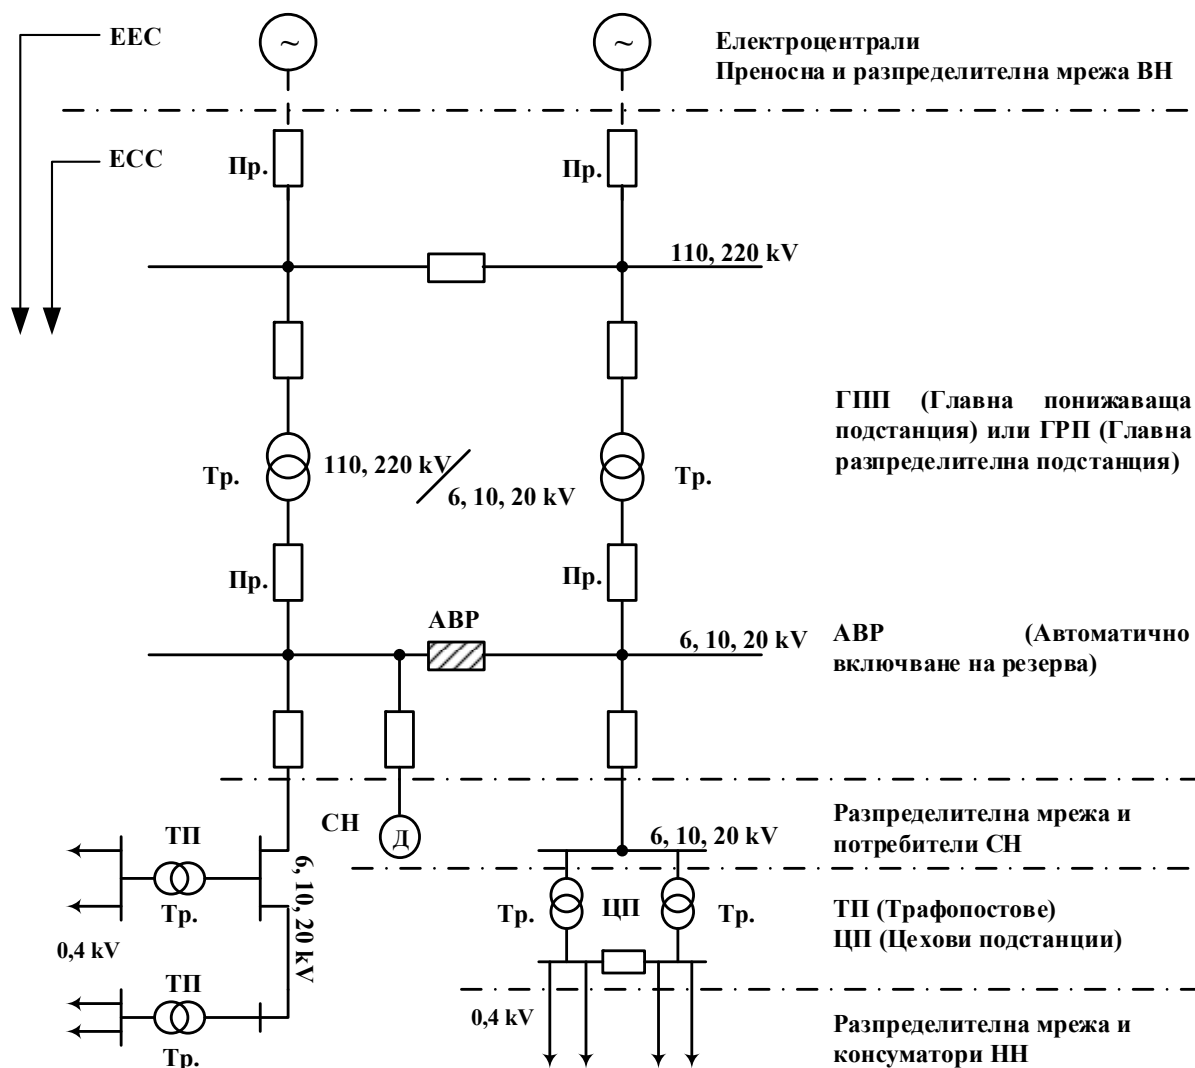 ЕЕС
~
~
Електроцентрали
Преносна и разпределителна мрежа ВН
ЕСС
Пр.
Пр.
110, 220 kV
ГПП (Главна понижаваща
подстанция) или ГРП (Главна
разпределителна подстанция)
Тр.
110, 220 kV
6, 10, 20 kV
Тр.
Пр.
Пр.
АВР
6, 10, 20 kV
АВР (Автоматично
включване на резерва)
СН
Д
Разпределителна мрежа и
потребители СН
ТП
6, 10, 20 kV
6, 10, 20 kV
Тр.
Тр.
ЦП
Тр.
ТП (Трафопостове)
ЦП (Цехови подстанции)
0,4 kV
ТП
0,4 kV
Разпределителна мрежа и
консуматори НН
Тр.